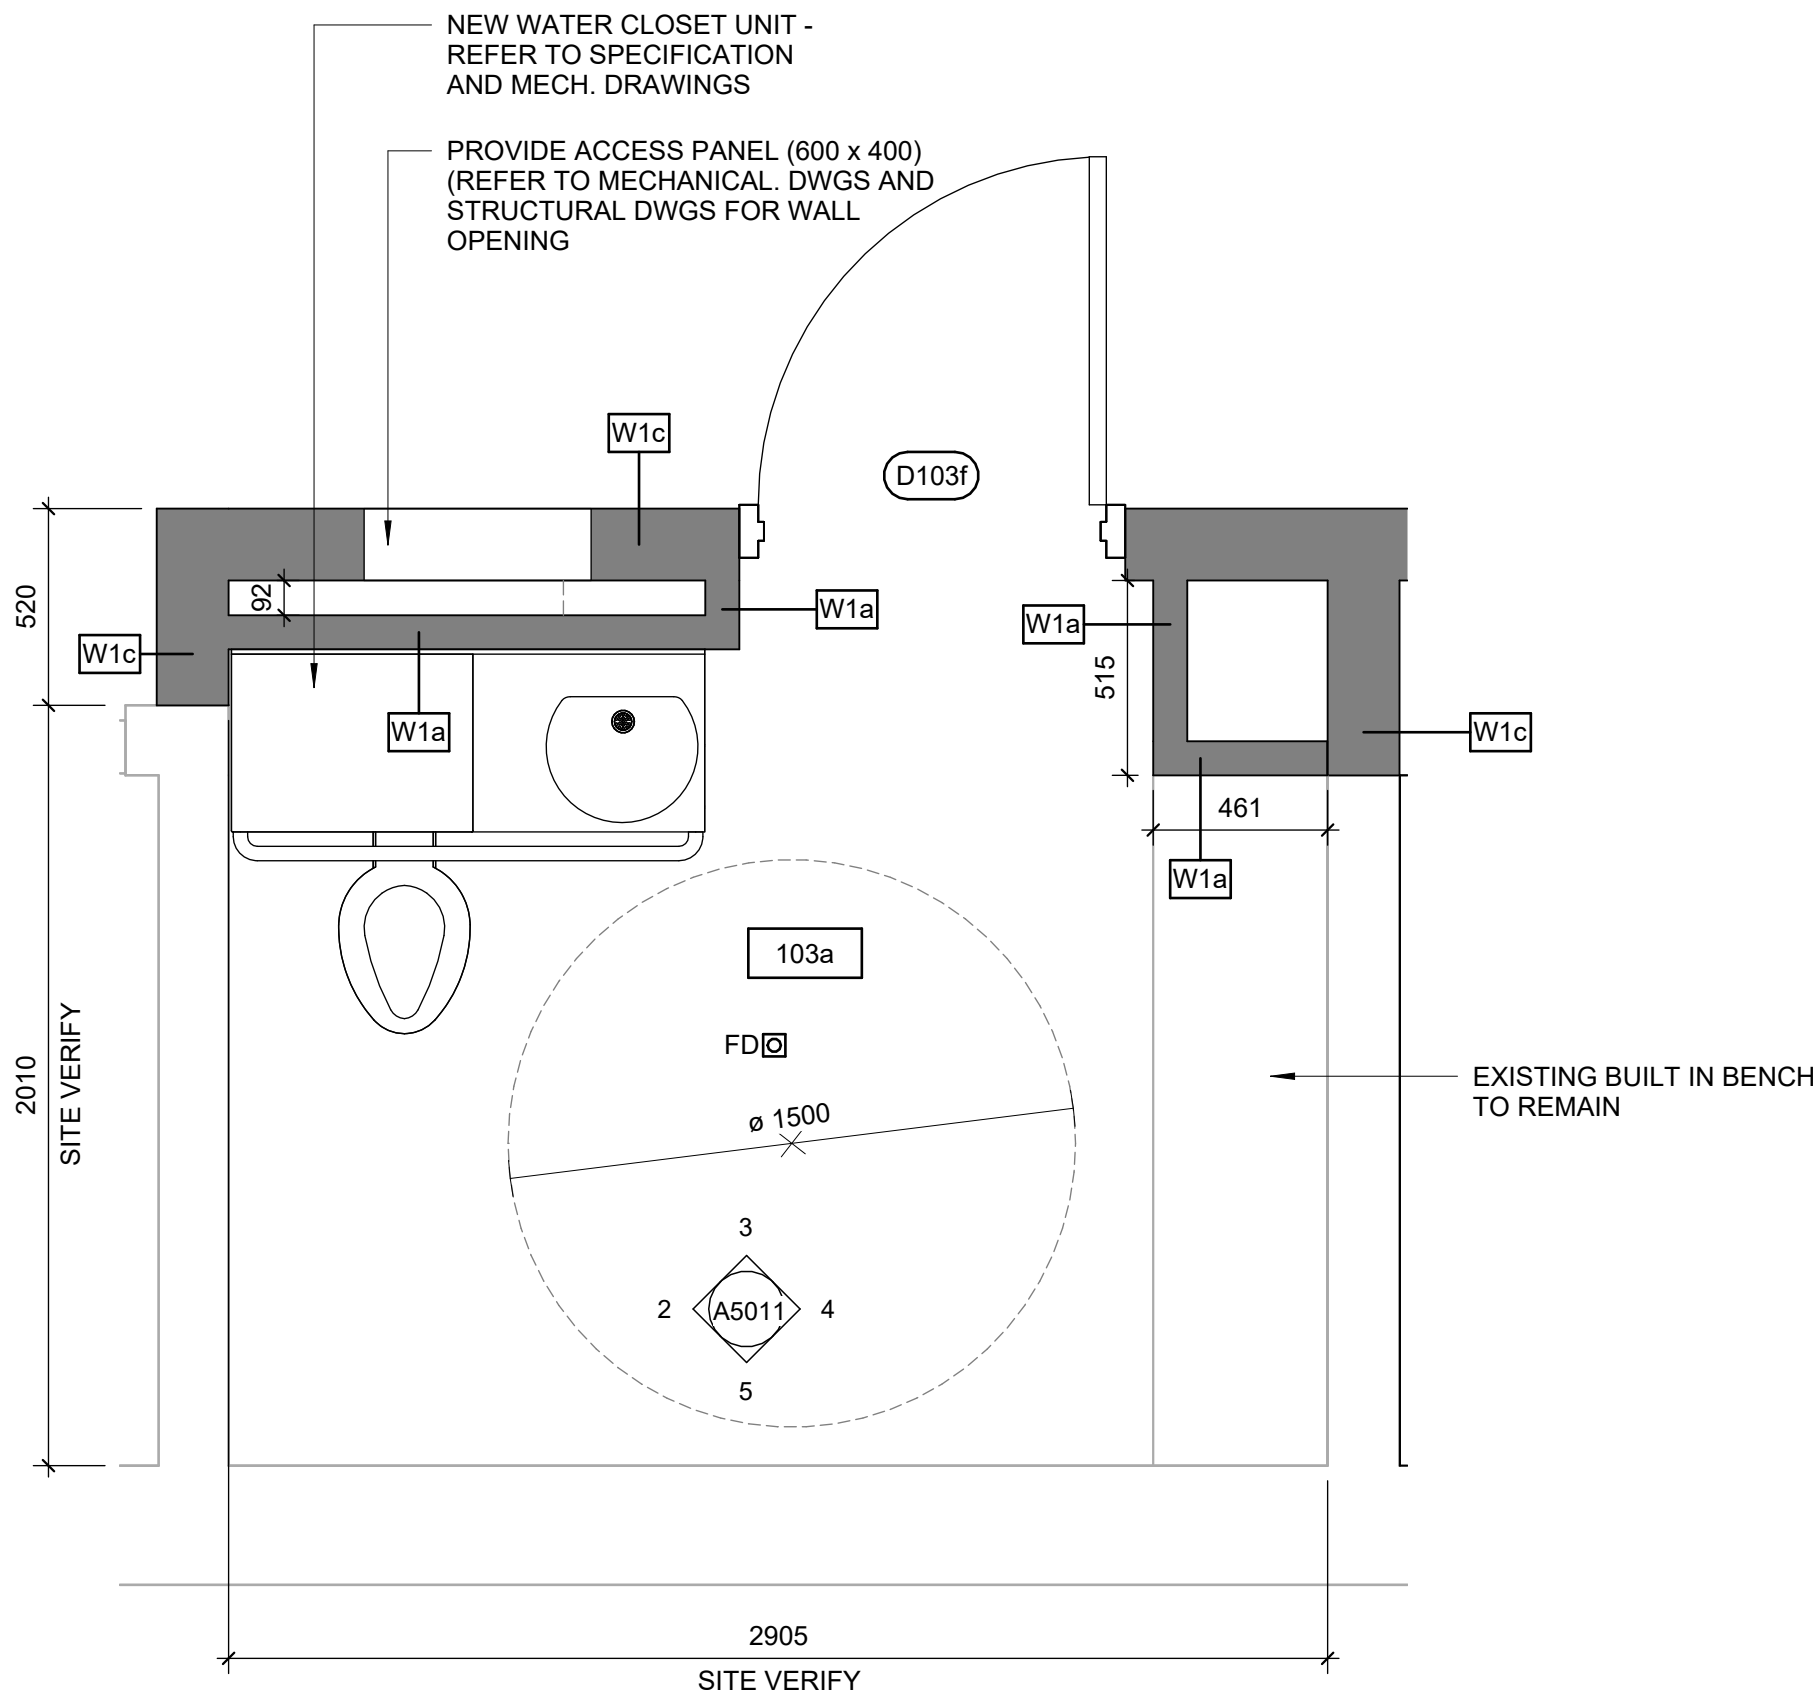 NEW WATER CLOSET UNIT -
REFER TO SPECIFICATION
AND MECH. DRAWINGS
PROVIDE ACCESS PANEL (600 x 400)
(REFER TO MECHANICAL. DWGS AND
STRUCTURAL DWGS FOR WALL
OPENING
W1c
D103f
520
92
W1c
W1a
W1a
W1a
515
W1c
W1a
461
W1a
103a
FD
ø 1500
2010
SITE VERIFY
EXISTING BUILT IN BENCH
TO REMAIN
3
2
A5011
4
5
2905
SITE VERIFY